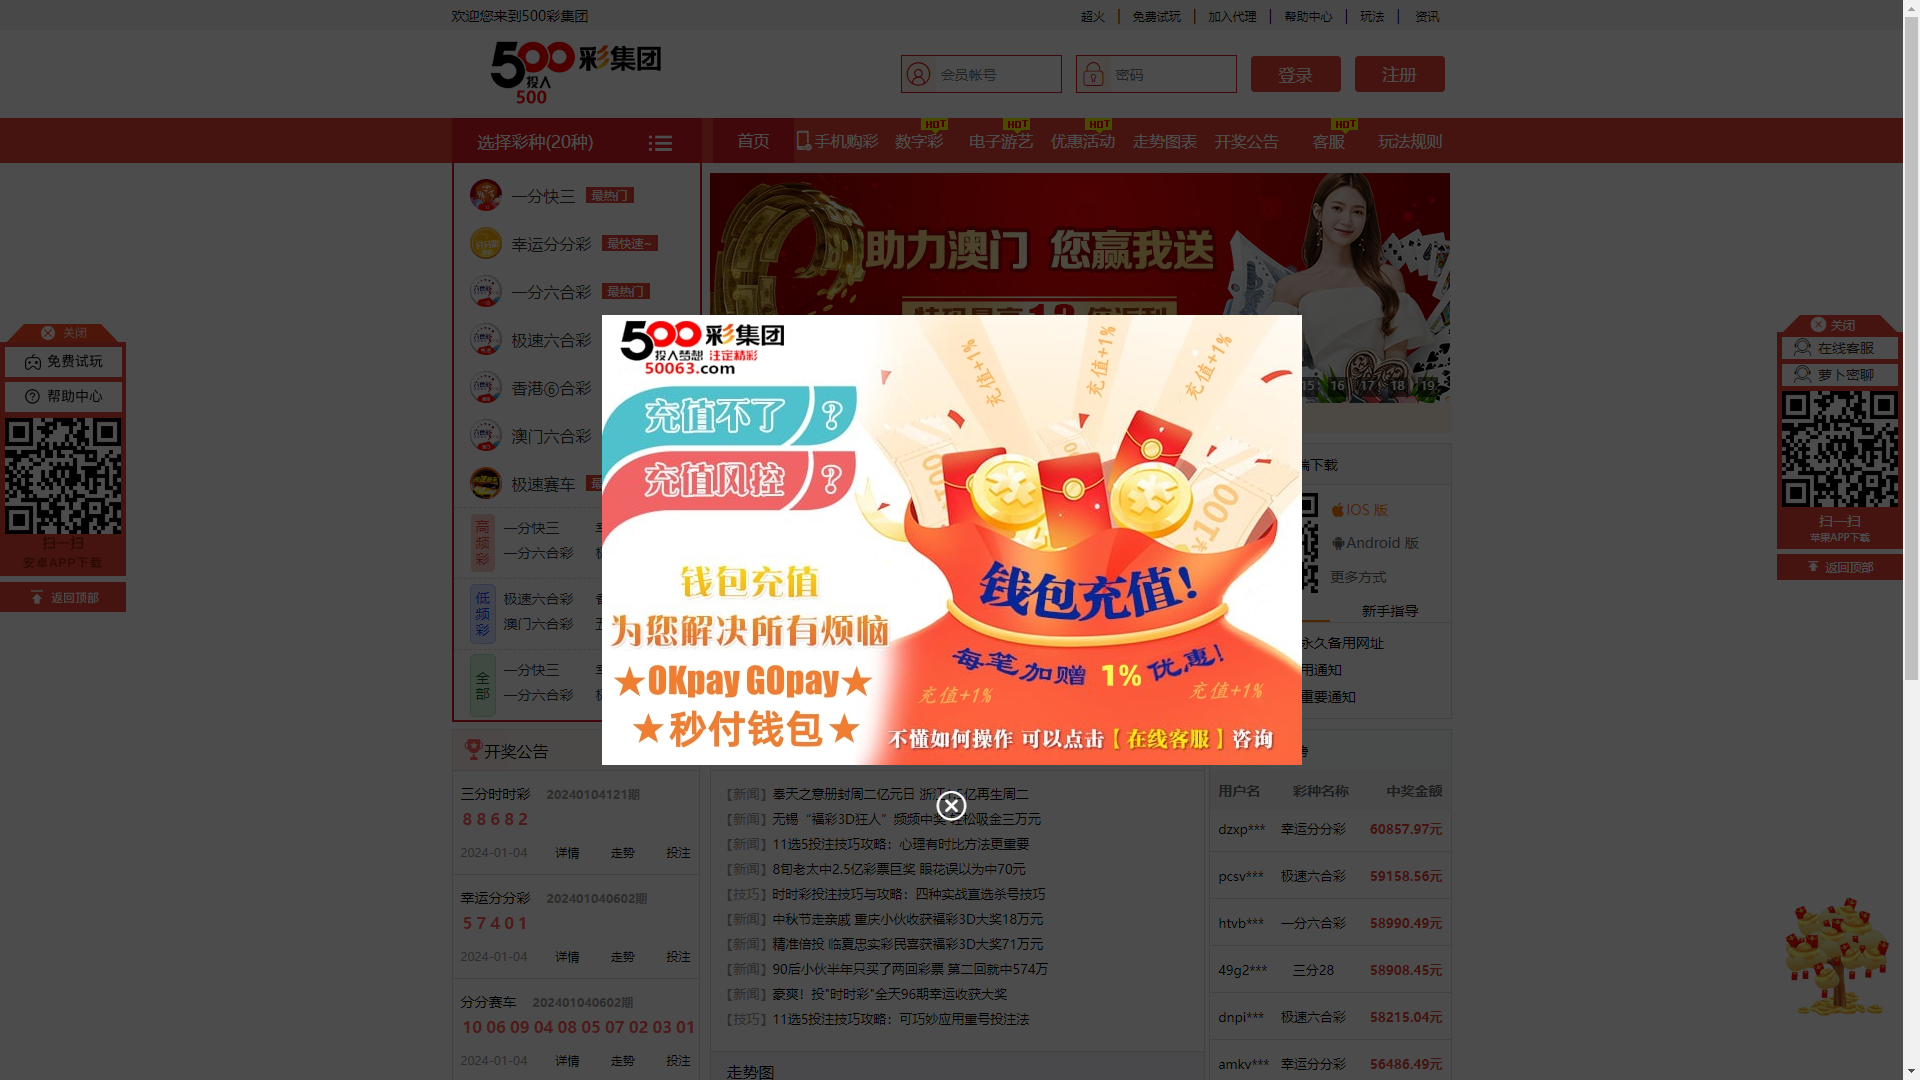 欢迎您来到500彩集团
超火 | 免费试玩 | 加入代理 | 帮助中心 | 玩法 | 资讯
500彩集团
投入
500
会员帐号
密码
登录
注册
选择彩种(20种)
首页
手机购彩
数字彩
HOT
电子游艺
HOT
优惠活动
HOT
走势图表
开奖公告
客服
HOT
玩法规则
一分快三 最热门
幸运分分彩 最快速~
一分六合彩 最热门
极速六合彩
香港⑥合彩
澳门六合彩
极速赛车
高频彩
一分快三
一分六合彩
低频彩
极速六合彩
澳门六合彩
全部
一分快三
一分六合彩
助力澳门 您赢我送
15 16 17 18 19
关闭
免费试玩
帮助中心
扫一扫
安卓APP下载
返回顶部
500彩集团
投入梦想 注定精彩
50063.com
充值不了 ?
充值风控 ?
钱包充值
为您解决所有烦恼
★OKpay GOpay★
★秒付钱包★
充值+1%
充值+1%
充值+1%
100
钱包充值!
每笔加赠 1% 优惠!
充值+1%
充值+1%
不懂如何操作 可以点击【在线客服】咨询
端下载
IOS 版
Android 版
更多方式
新手指导
永久备用网址
用通知
重要通知
关闭
在线客服
萝卜密聊
扫一扫
苹果APP下载
返回顶部
开奖公告
三分时时彩 20240104121期
8 8 6 8 2
2024-01-04 详情 走势 投注
幸运分分彩 202401040602期
5 7 4 0 1
2024-01-04 详情 走势 投注
分分赛车 202401040602期
10 06 09 04 08 05 07 02 03 01
2024-01-04 详情 走势 投注
[新闻] 奉天之意册封周二亿元日 浙江1.5亿再生周二
[新闻] 无锡“福彩3D狂人”频频中奖 轻松吸金三万元
[新闻] 11选5投注技巧攻略：心理有时比方法更重要
[新闻] 8旬老太中2.5亿彩票巨奖 眼花误以为中70元
[技巧] 时时彩投注技巧与攻略：四种实战直选杀号技巧
[新闻] 中秋节走亲戚 重庆小伙收获福彩3D大奖18万元
[新闻] 精准倍投 临夏忠实彩民喜获福彩3D大奖71万元
[新闻] 90后小伙半年只买了两回彩票 第二回就中574万
[新闻] 豪爽！投"时时彩"全天96期幸运收获大奖
[技巧] 11选5投注技巧攻略：可巧妙应用重号投注法
走势图
用户名 彩种名称 中奖金额
dzxp*** 幸运分分彩 60857.97元
pcsv*** 极速六合彩 59158.56元
htvb*** 一分六合彩 58990.49元
49g2*** 三分28 58908.45元
dnpi*** 极速六合彩 58215.04元
amkv*** 幸运分分彩 56486.49元